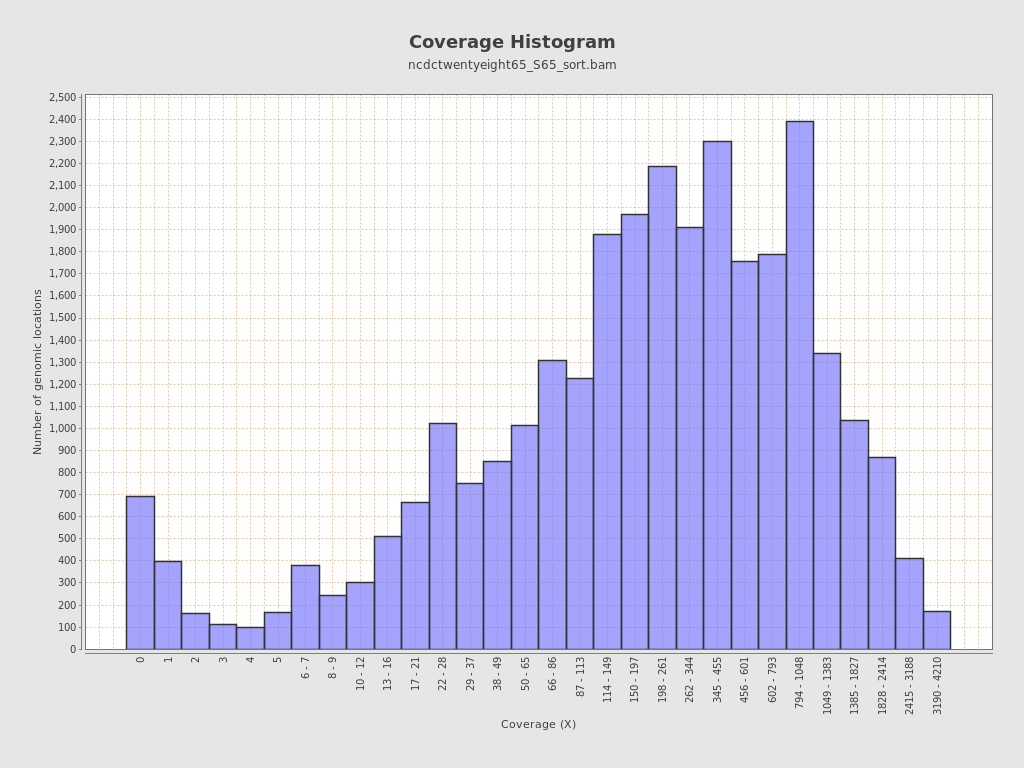 Coverage Histogram
ncdctwentyeight65_S65_sort.bam
Number of genomic locations
2,500
2,400
2,300
2,200
2,100
2,000
1,900
1,800
1,700
1,600
1,500
1,400
1,300
1,200
1,100
1,000
900
800
700
600
500
400
300
200
100
0
0
1
2
3
4
5
6 - 7
8 - 9
10 - 12
13 - 16
17 - 21
22 - 28
29 - 37
38 - 49
50 - 65
66 - 86
87 - 113
114 - 149
150 - 197
198 - 261
262 - 344
345 - 455
456 - 601
602 - 793
794 - 1048
1049 - 1383
1385 - 1827
1828 - 2414
2415 - 3188
3190 - 4210
Coverage (X)